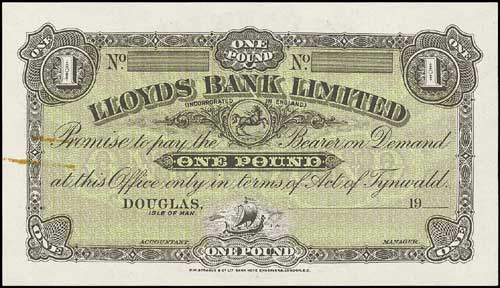 ONE
POUND
No. No.
1 1
LLOYDS BANK LIMITED
(INCORPORATED IN ENGLAND)
Promise to pay the Bearer on Demand
ONE POUND
at this Office only in terms of Act of Tynwald.
DOUGLAS, 19
ISLE OF MAN.
ACCOUNTANT. MANAGER.
ONE POUND